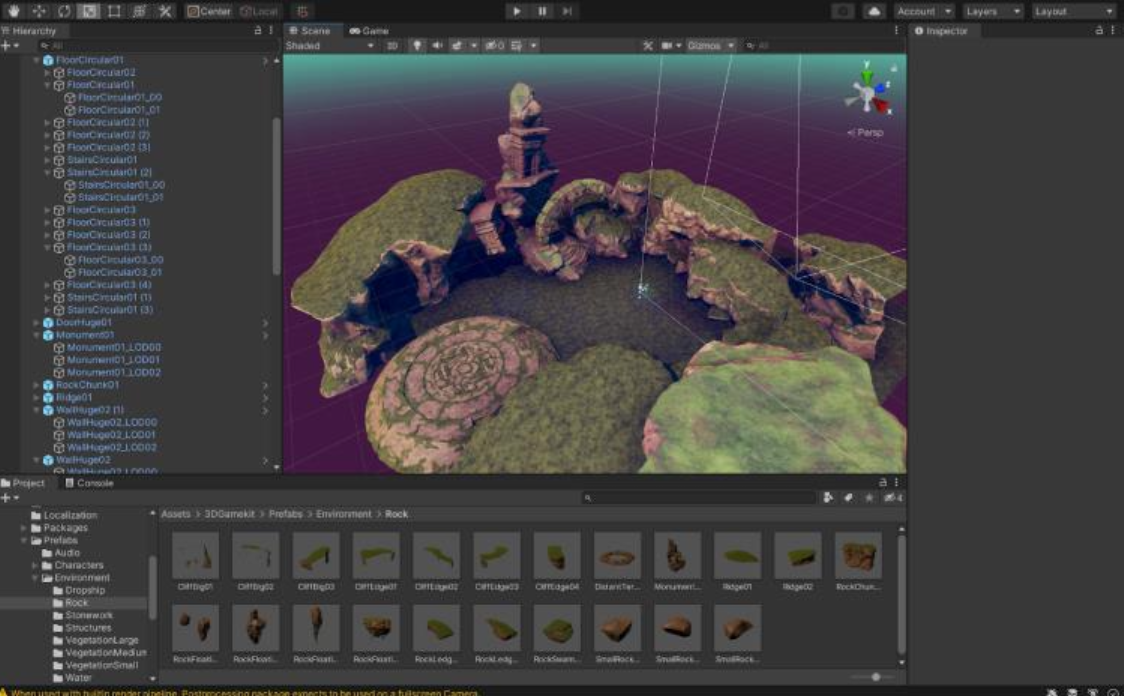 Center
Local
Account
Layers
Layout
Hierarchy
All
FloorCircular01
FloorCircular02
FloorCircular01
FloorCircular01_00
FloorCircular01_01
FloorCircular02 (1)
FloorCircular02 (2)
FloorCircular02 (3)
StairsCircular01
StairsCircular01 (2)
StairsCircular01_00
StairsCircular01_01
FloorCircular03
FloorCircular03 (1)
FloorCircular03 (2)
FloorCircular03 (3)
FloorCircular03_00
FloorCircular03_01
FloorCircular03 (4)
StairsCircular01 (1)
StairsCircular01 (3)
DoorHuge01
Monument01
Monument01_LOD00
Monument01_LOD01
Monument01_LOD02
RockChunk01
Ridge01
WallHuge02 (1)
WallHuge02_LOD00
WallHuge02_LOD01
WallHuge02_LOD02
WallHuge02
WallHuge02_LOD00
Scene
Game
Shaded
2D
0
Gizmos
All
y
z
x
Persp
Inspector
Project
Console
4
Localization
Packages
Prefabs
Audio
Characters
Environment
Dropship
Rock
Stonework
Structures
VegetationLarge
VegetationMedium
VegetationSmall
Water
Assets > 3DGamekit > Prefabs > Environment > Rock
CliffBig01
CliffBig02
CliffBig03
CliffEdge01
CliffEdge02
CliffEdge03
CliffEdge04
DistantTer...
Monument...
Ridge01
Ridge02
RockChun...
RockFloati...
RockFloati...
RockFloati...
RockFloati...
RockLedg...
RockLedg...
RockSwam...
SmallRock...
SmallRock...
SmallRock...
When used with builtin render pipeline, Postprocessing package expects to be used on a fullscreen Camera.